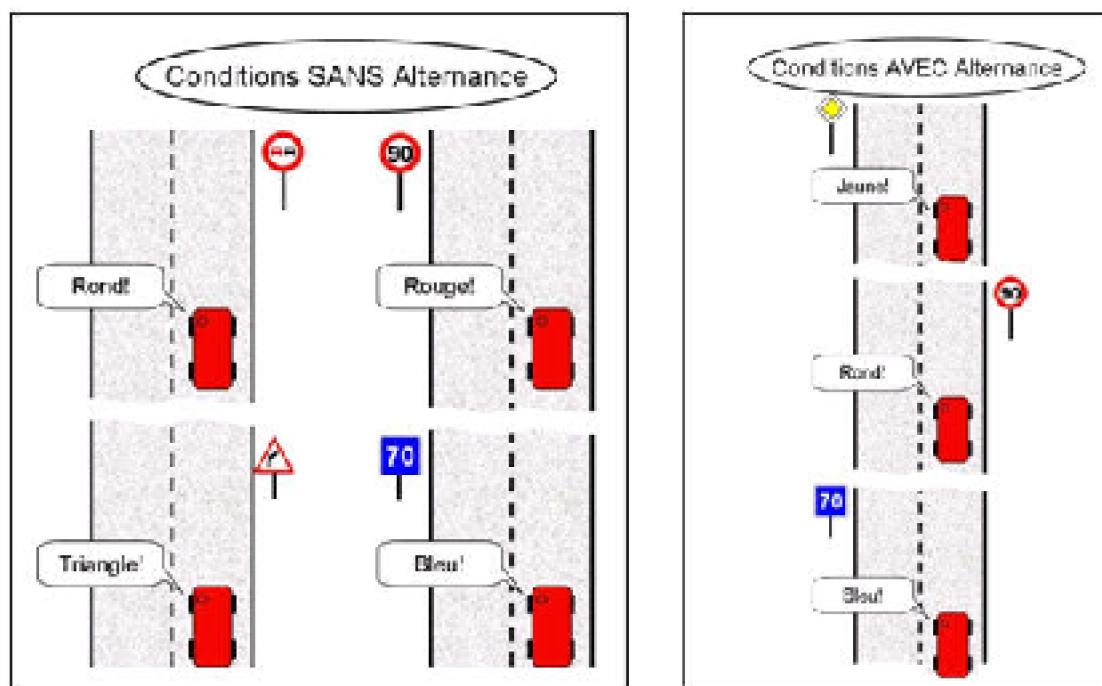 Conditions SANS Alternance
90
Rond!
Rouge!
70
Triangle!
Bleu!
Conditions AVEC Alternance
Jaune!
90
Rond!
70
Bleu!